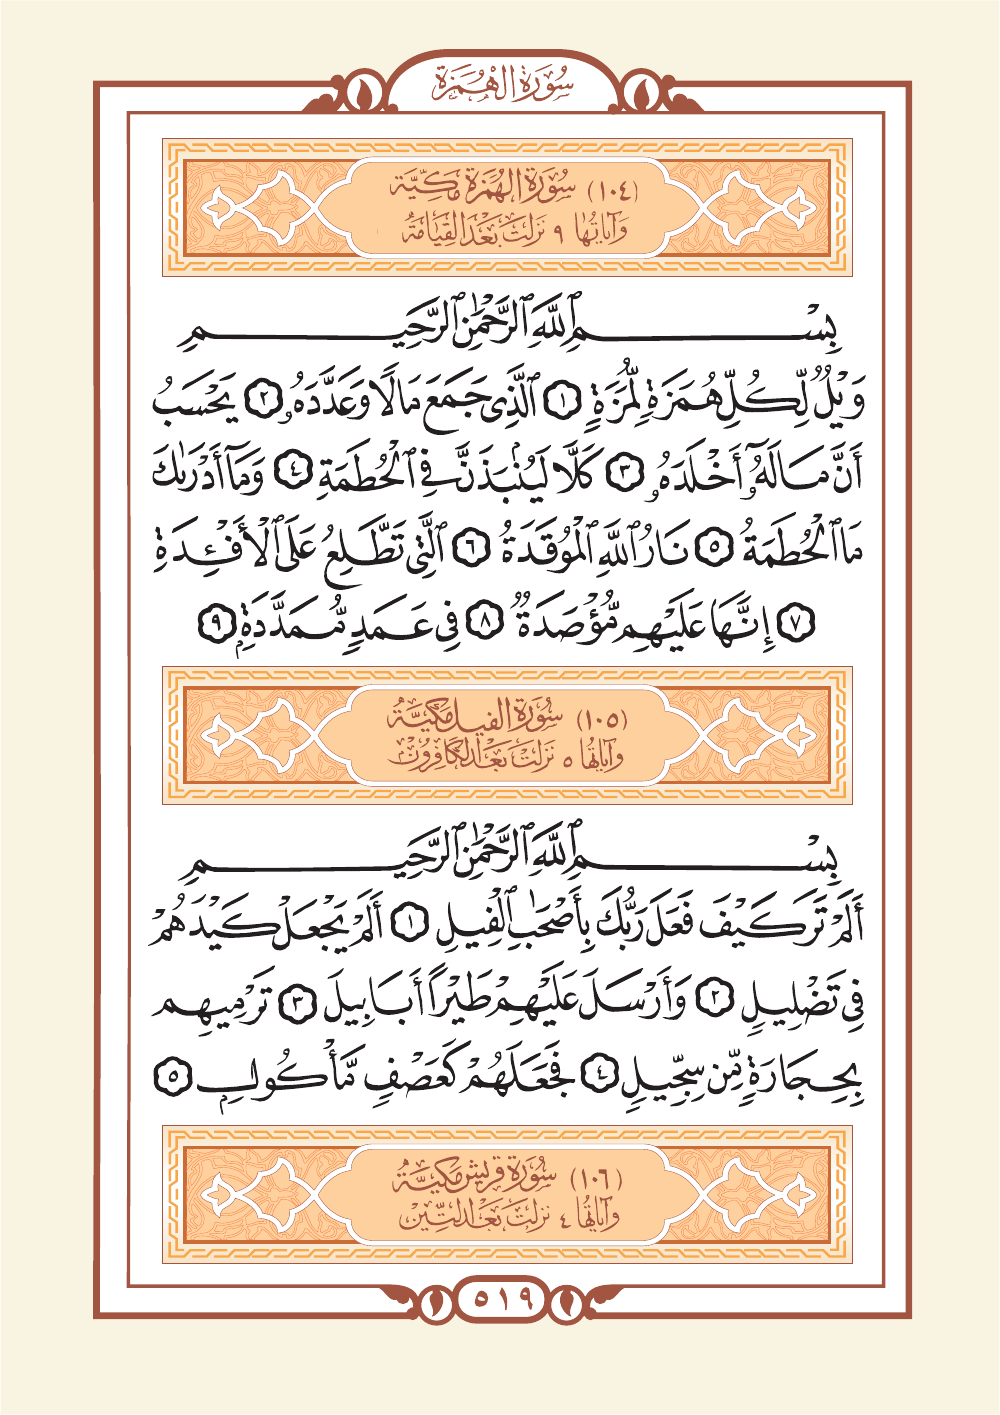 سُورَةُ الهُمَزَة
(١٠٤) سُورَةُ الهُمَزَة مَكِّيَّة
وَآيَاتُهَا ٩ نَزَلَتْ بَعْدَ القِيَامَة
بِسْمِ ٱللَّهِ ٱلرَّحْمَٰنِ ٱلرَّحِيمِ
وَيْلٌ لِّكُلِّ هُمَزَةٍ لُّمَزَةٍ ١ ٱلَّذِى جَمَعَ مَالًا وَعَدَّدَهُۥ ٢ يَحْسَبُ
أَنَّ مَالَهُۥٓ أَخْلَدَهُۥ ٣ كَلَّا لَيُنۢبَذَنَّ فِى ٱلْحُطَمَةِ ٤ وَمَآ أَدْرَىٰكَ
مَا ٱلْحُطَمَةُ ٥ نَارُ ٱللَّهِ ٱلْمُوقَدَةُ ٦ ٱلَّتِى تَطَّلِعُ عَلَى ٱلْأَفْـِٔدَةِ
٧ إِنَّهَا عَلَيْهِم مُّؤْصَدَةٌ ٨ فِى عَمَدٍ مُّمَدَّدَةٍۭ ٩
(١٠٥) سُورَةُ الفِيلِ مَكِّيَّةٌ
وَآيَاتُهَا ٥ نَزَلَتْ بَعْدَ الكَافِرُونْ
بِسْمِ ٱللَّهِ ٱلرَّحْمَٰنِ ٱلرَّحِيمِ
أَلَمْ تَرَ كَيْفَ فَعَلَ رَبُّكَ بِأَصْحَٰبِ ٱلْفِيلِ ١ أَلَمْ يَجْعَلْ كَيْدَهُمْ
فِى تَضْلِيلٍ ٢ وَأَرْسَلَ عَلَيْهِمْ طَيْرًا أَبَابِيلَ ٣ تَرْمِيهِم
بِحِجَارَةٍ مِّن سِجِّيلٍ ٤ فَجَعَلَهُمْ كَعَصْفٍ مَّأْكُولٍۭ ٥
(١٠٦) سُورَةُ قُرَيْشٍ مَكِّيَّةٌ
وَآيَاتُهَا ٤ نَزَلَتْ بَعْدَ التِّينْ
٥١٩